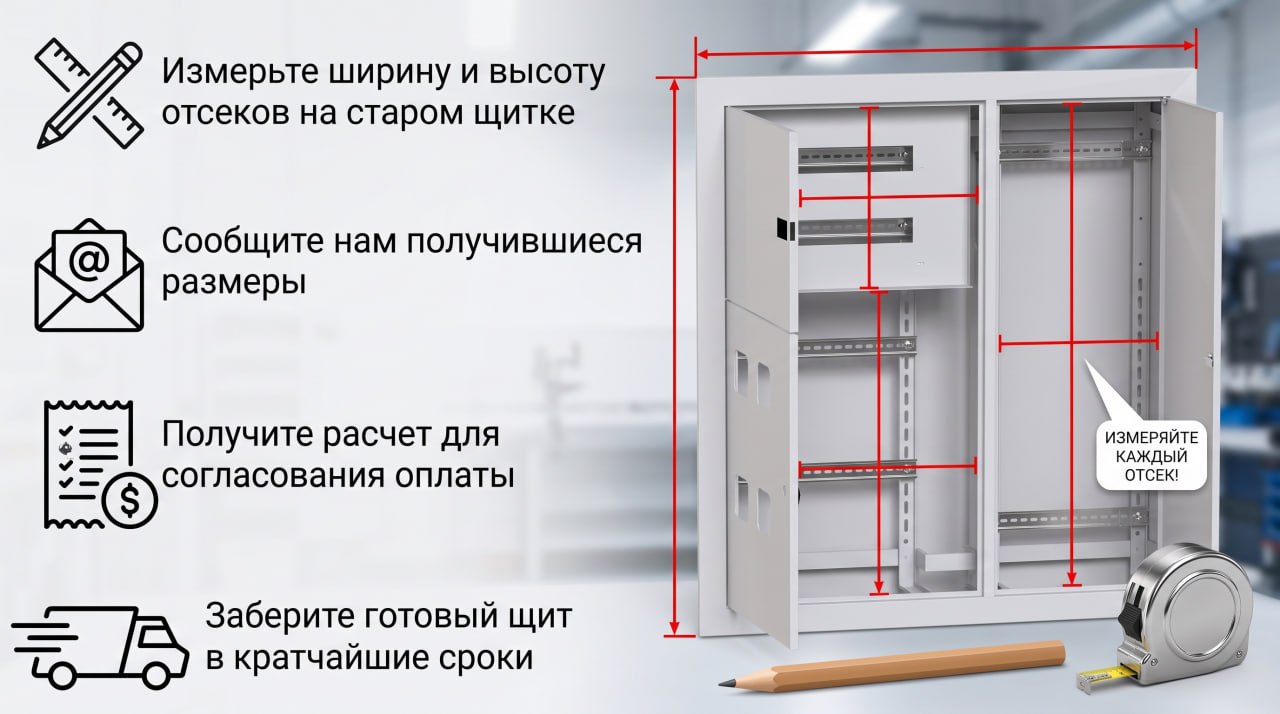 Измерьте ширину и высоту
отсеков на старом щитке
@
Сообщите нам получившиеся
размеры
Получите расчет для
согласования оплаты
$
Заберите готовый щит
в кратчайшие сроки
ИЗМЕРЯЙТЕ
КАЖДЫЙ
ОТСЕК!